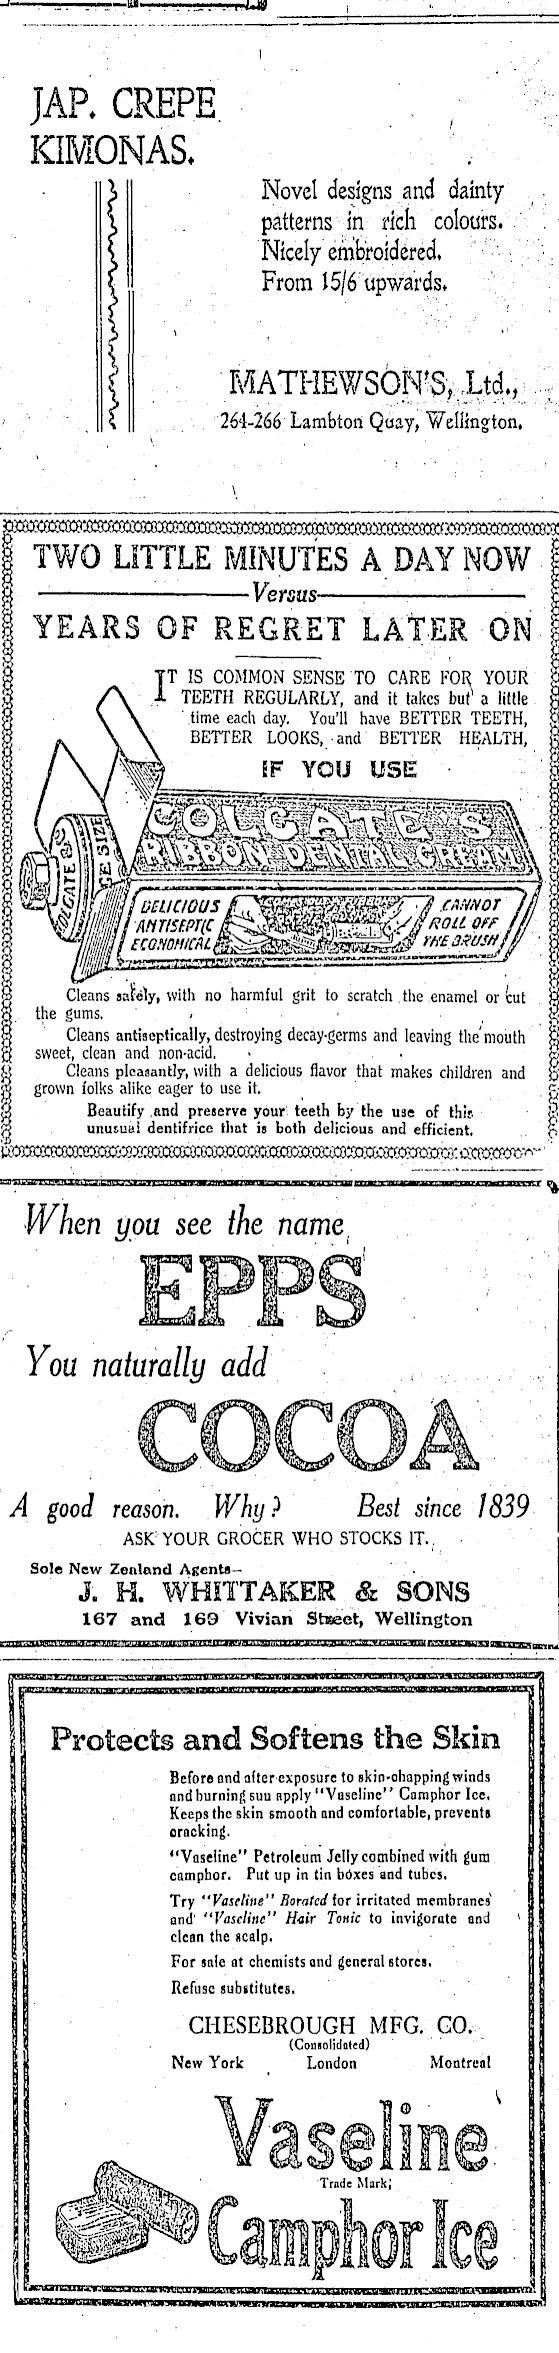 JAP. CREPE
KIMONAS.
Novel designs and dainty
patterns in rich colours.
Nicely embroidered.
From 15/6 upwards.
MATHEWSON'S, Ltd.,
264-266 Lambton Quay, Wellington.
TWO LITTLE MINUTES A DAY NOW
Versus
YEARS OF REGRET LATER ON
IT IS COMMON SENSE TO CARE FOR YOUR
TEETH REGULARLY, and it takes but a little
time each day. You'll have BETTER TEETH,
BETTER LOOKS, and BETTER HEALTH,
IF YOU USE
COLGATE'S
RIBBON DENTAL CREAM
COLGATE &
GE SIZE
DELICIOUS
ANTISEPTIC
ECONOMICAL
CANNOT
ROLL OFF
THE BRUSH
Cleans safely, with no harmful grit to scratch the enamel or cut
the gums.
Cleans antiseptically, destroying decay-germs and leaving the mouth
sweet, clean and non-acid.
Cleans pleasantly, with a delicious flavor that makes children and
grown folks alike eager to use it.
Beautify and preserve your teeth by the use of this
unusual dentifrice that is both delicious and efficient.
When you see the name
EPPS
You naturally add
COCOA
A good reason. Why? Best since 1839
ASK YOUR GROCER WHO STOCKS IT.
Sole New Zealand Agents—
J. H. WHITTAKER & SONS
167 and 169 Vivian Street, Wellington
Protects and Softens the Skin
Before and after exposure to skin-chapping winds
and burning sun apply "Vaseline" Camphor Ice.
Keeps the skin smooth and comfortable, prevents
cracking.
"Vaseline" Petroleum Jelly combined with gum
camphor. Put up in tin boxes and tubes.
Try "Vaseline" Borated for irritated membranes
and "Vaseline" Hair Tonic to invigorate and
clean the scalp.
For sale at chemists and general stores.
Refuse substitutes.
CHESEBROUGH MFG. CO.
(Consolidated)
New York London Montreal
Vaseline
Trade Mark
Camphor Ice